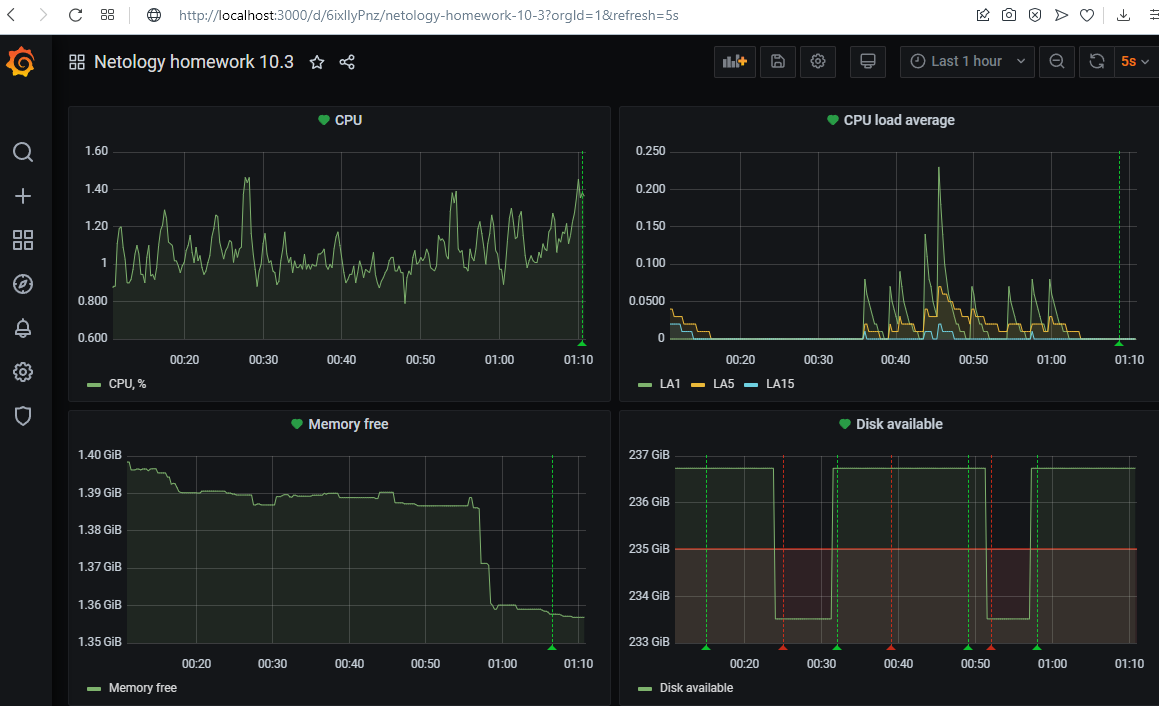 http://localhost:3000/d/6ixIIyPnz/netology-homework-10-3?orgId=1&refresh=5s
Netology homework 10.3
Last 1 hour
5s
CPU
1.60
1.40
1.20
1
0.800
0.600
00:20 00:30 00:40 00:50 01:00 01:10
CPU, %
CPU load average
0.250
0.200
0.150
0.100
0.0500
0
00:20 00:30 00:40 00:50 01:00 01:10
LA1 LA5 LA15
Memory free
1.40 GiB
1.39 GiB
1.38 GiB
1.37 GiB
1.36 GiB
1.35 GiB
00:20 00:30 00:40 00:50 01:00 01:10
Memory free
Disk available
237 GiB
236 GiB
235 GiB
234 GiB
233 GiB
00:20 00:30 00:40 00:50 01:00 01:10
Disk available